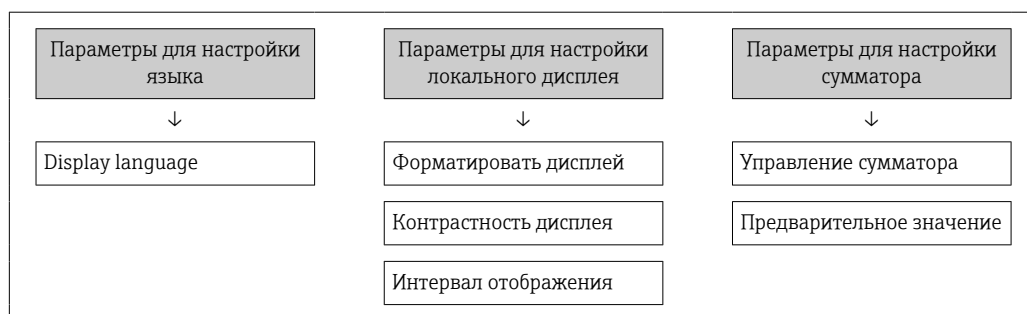 Параметры для настройки
языка
↓
Display language
Параметры для настройки
локального дисплея
↓
Форматировать дисплей
Контрастность дисплея
Интервал отображения
Параметры для настройки
сумматора
↓
Управление сумматора
Предварительное значение